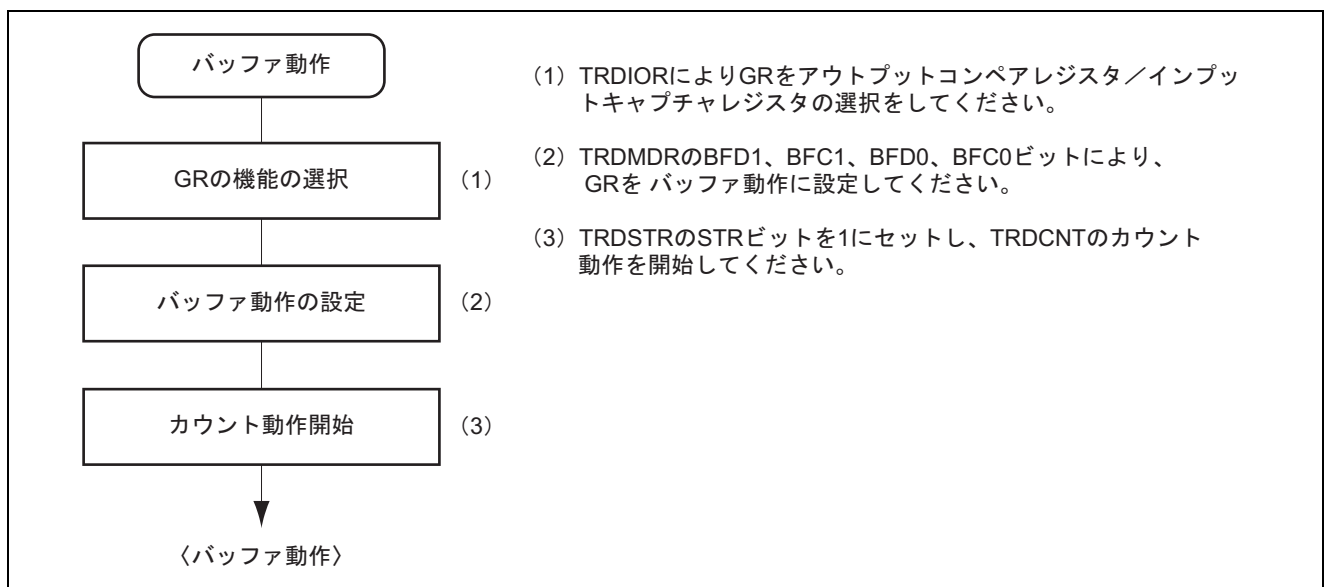 バッファ動作
GRの機能の選択
(1)
バッファ動作の設定
(2)
カウント動作開始
(3)
〈バッファ動作〉
(1) TRDIORによりGRをアウトプットコンペアレジスタ／インプッ
トキャプチャレジスタの選択をしてください。
(2) TRDMDRのBFD1、BFC1、BFD0、BFC0ビットにより、
GRを バッファ動作に設定してください。
(3) TRDSTRのSTRビットを1にセットし、TRDCNTのカウント
動作を開始してください。